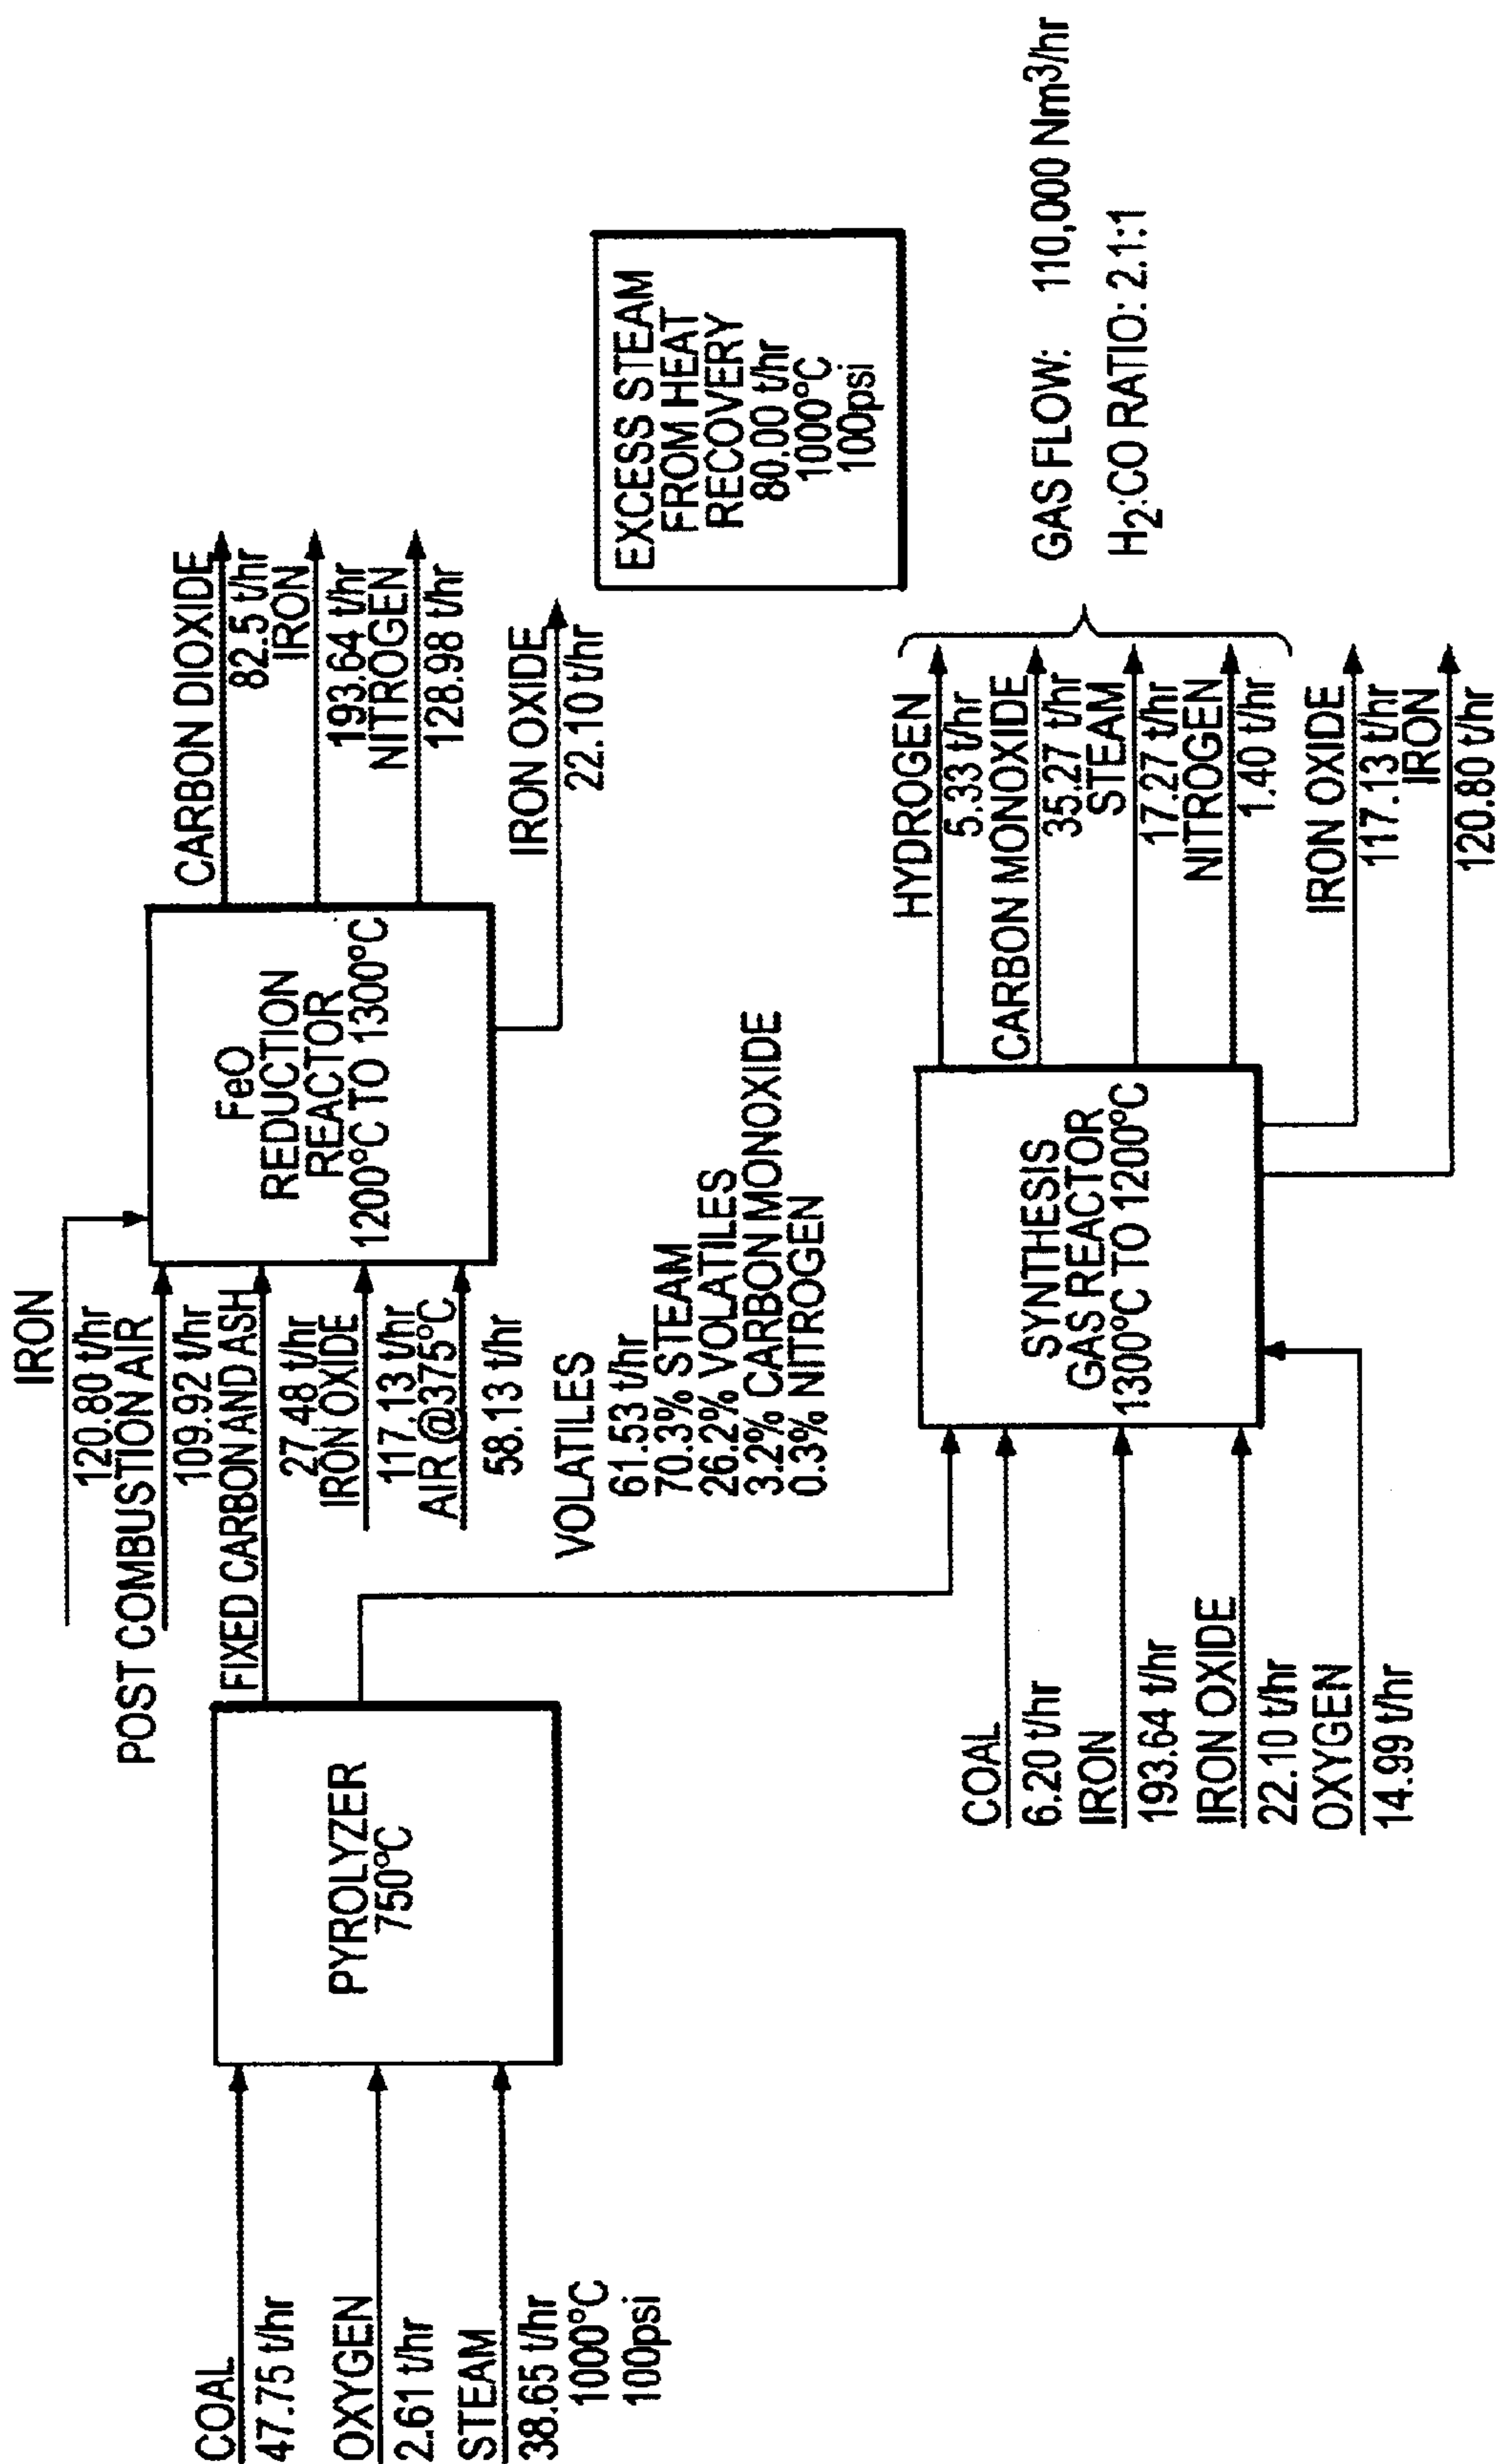 COAL
47.75 t/hr
OXYGEN
2.61 t/hr
STEAM
38.65 t/hr
1000°C
100psi
PYROLYZER
750°C
IRON
120.80 t/hr
POST COMBUSTION AIR
109.92 t/hr
FIXED CARBON AND ASH
27.48 t/hr
IRON OXIDE
117.13 t/hr
AIR @375°C
58.13 t/hr
FeO
REDUCTION
REACTOR
1200°C TO 1300°C
CARBON DIOXIDE
82.5 t/hr
IRON
193.64 t/hr
NITROGEN
128.98 t/hr
IRON OXIDE
22.10 t/hr
VOLATILES
61.53 t/hr
70.3% STEAM
26.2% VOLATILES
3.2% CARBON MONOXIDE
0.3% NITROGEN
EXCESS STEAM
FROM HEAT
RECOVERY
80.00 t/hr
1000°C
100psi
COAL
6.20 t/hr
IRON
193.64 t/hr
IRON OXIDE
22.10 t/hr
OXYGEN
14.99 t/hr
SYNTHESIS
GAS REACTOR
1300°C TO 1200°C
HYDROGEN
5.33 t/hr
CARBON MONOXIDE
35.27 t/hr
STEAM
17.27 t/hr
NITROGEN
1.40 t/hr
IRON OXIDE
117.13 t/hr
IRON
120.80 t/hr
GAS FLOW: 110,000 Nm³/hr
H₂:CO RATIO: 2.1:1